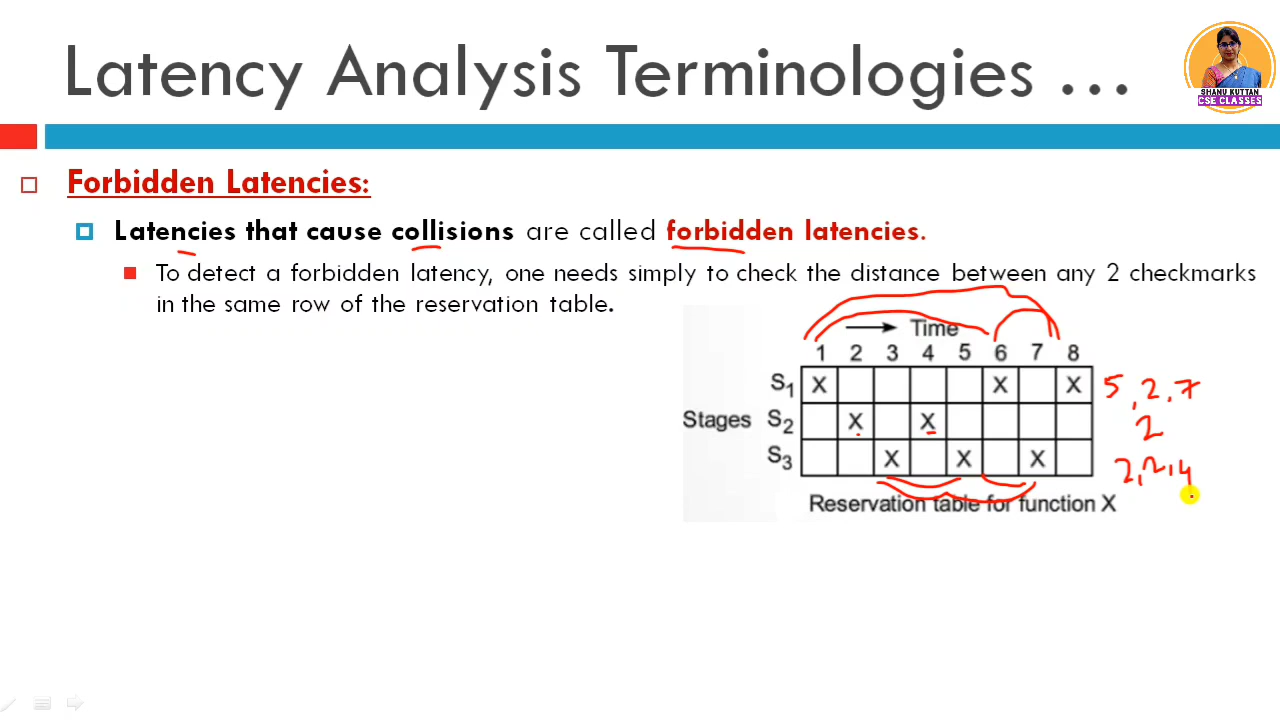 Latency Analysis Terminologies ...
SHANU KUTTAN
CSE CLASSES
Forbidden Latencies:
Latencies that cause collisions are called forbidden latencies.
To detect a forbidden latency, one needs simply to check the distance between any 2 checkmarks
in the same row of the reservation table.
Time
1 2 3 4 5 6 7 8
S1 X X X 5, 2, 7
Stages S2 X X 2
S3 X X X 2, 2, 4
Reservation table for function X